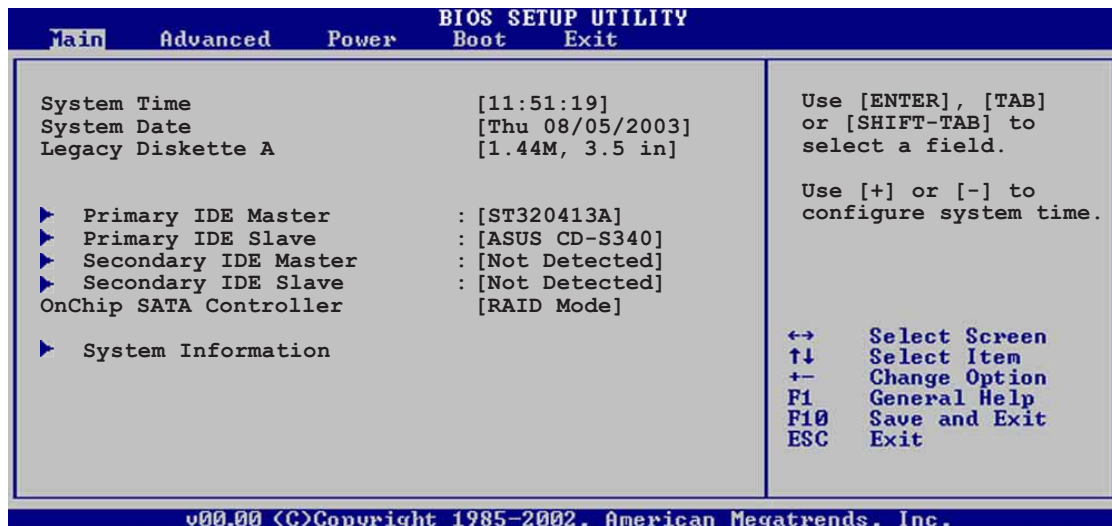 BIOS SETUP UTILITY
Main Advanced Power Boot Exit
System Time [11:51:19]
System Date [Thu 08/05/2003]
Legacy Diskette A [1.44M, 3.5 in]
Primary IDE Master :[ST320413A]
Primary IDE Slave :[ASUS CD-S340]
Secondary IDE Master :[Not Detected]
Secondary IDE Slave :[Not Detected]
OnChip SATA Controller [RAID Mode]
System Information
Use [ENTER], [TAB]
or [SHIFT-TAB] to
select a field.
Use [+] or [-] to
configure system time.
←→ Select Screen
↑↓ Select Item
+- Change Option
F1 General Help
F10 Save and Exit
ESC Exit
v00.00 (C)Copyright 1985-2002, American Megatrends, Inc.